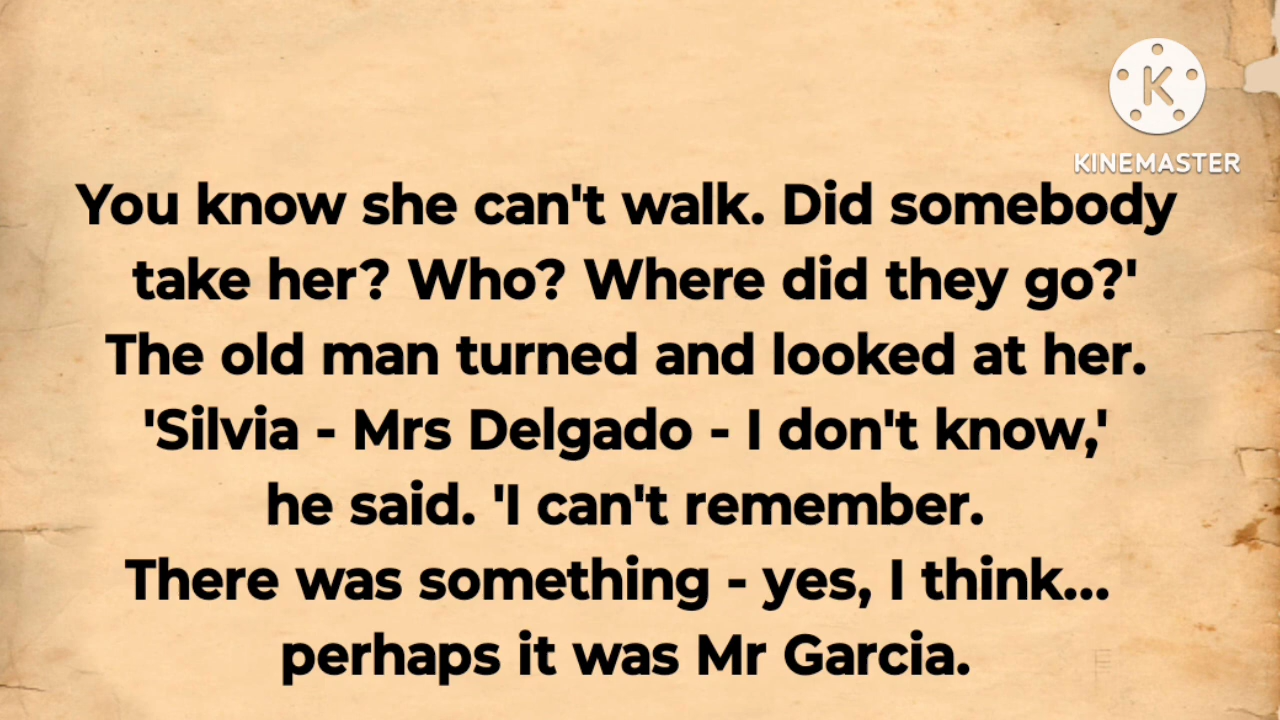 KINEMASTER
You know she can't walk. Did somebody
take her? Who? Where did they go?'
The old man turned and looked at her.
'Silvia - Mrs Delgado - I don't know,'
he said. 'I can't remember.
There was something - yes, I think...
perhaps it was Mr Garcia.